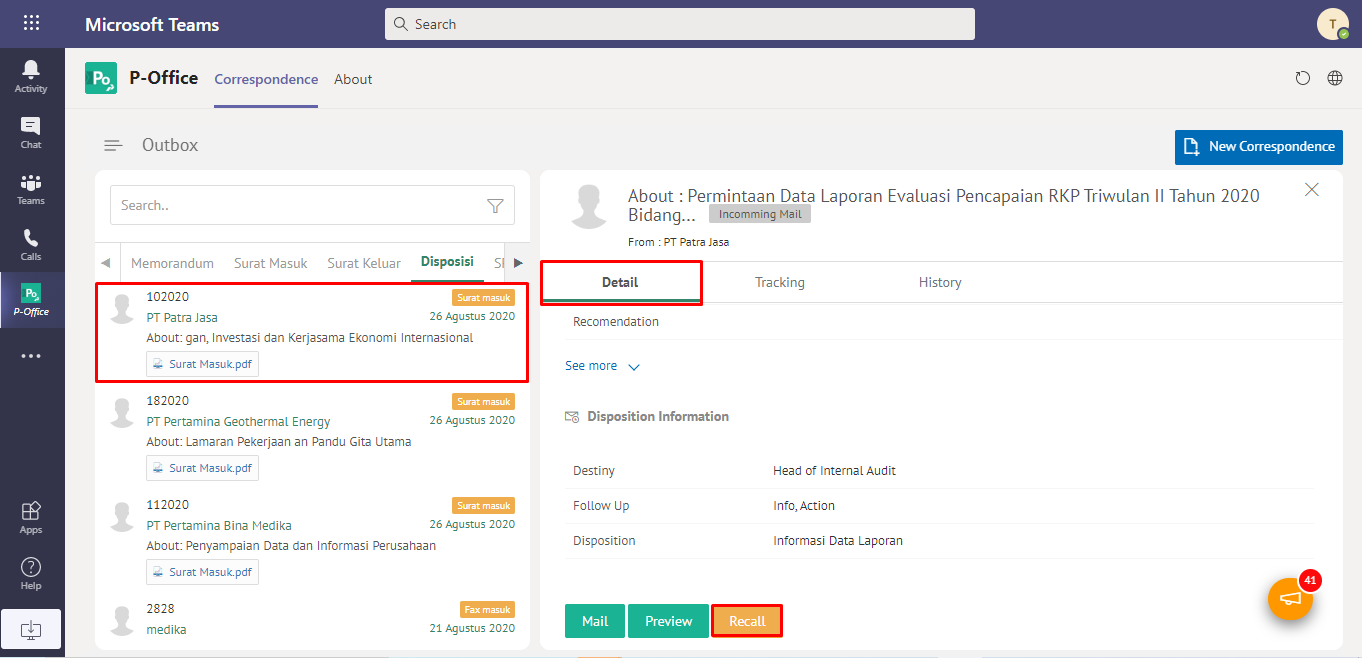 Microsoft Teams
Search
T
Activity
Chat
Teams
Calls
P-Office
Apps
Help
Po
P-Office
Correspondence
About
Outbox
New Correspondence
Search..
Memorandum
Surat Masuk
Surat Keluar
Disposisi
102020
Surat masuk
PT Patra Jasa
26 Agustus 2020
About: gan, Investasi dan Kerjasama Ekonomi Internasional
Surat Masuk.pdf
182020
Surat masuk
PT Pertamina Geothermal Energy
26 Agustus 2020
About: Lamaran Pekerjaan an Pandu Gita Utama
Surat Masuk.pdf
112020
Surat masuk
PT Pertamina Bina Medika
26 Agustus 2020
About: Penyampaian Data dan Informasi Perusahaan
Surat Masuk.pdf
2828
Fax masuk
medika
21 Agustus 2020
About : Permintaan Data Laporan Evaluasi Pencapaian RKP Triwulan II Tahun 2020
Bidang... Incomming Mail
From : PT Patra Jasa
Detail
Tracking
History
Recomendation
See more
Disposition Information
Destiny
Head of Internal Audit
Follow Up
Info, Action
Disposition
Informasi Data Laporan
Mail
Preview
Recall
41